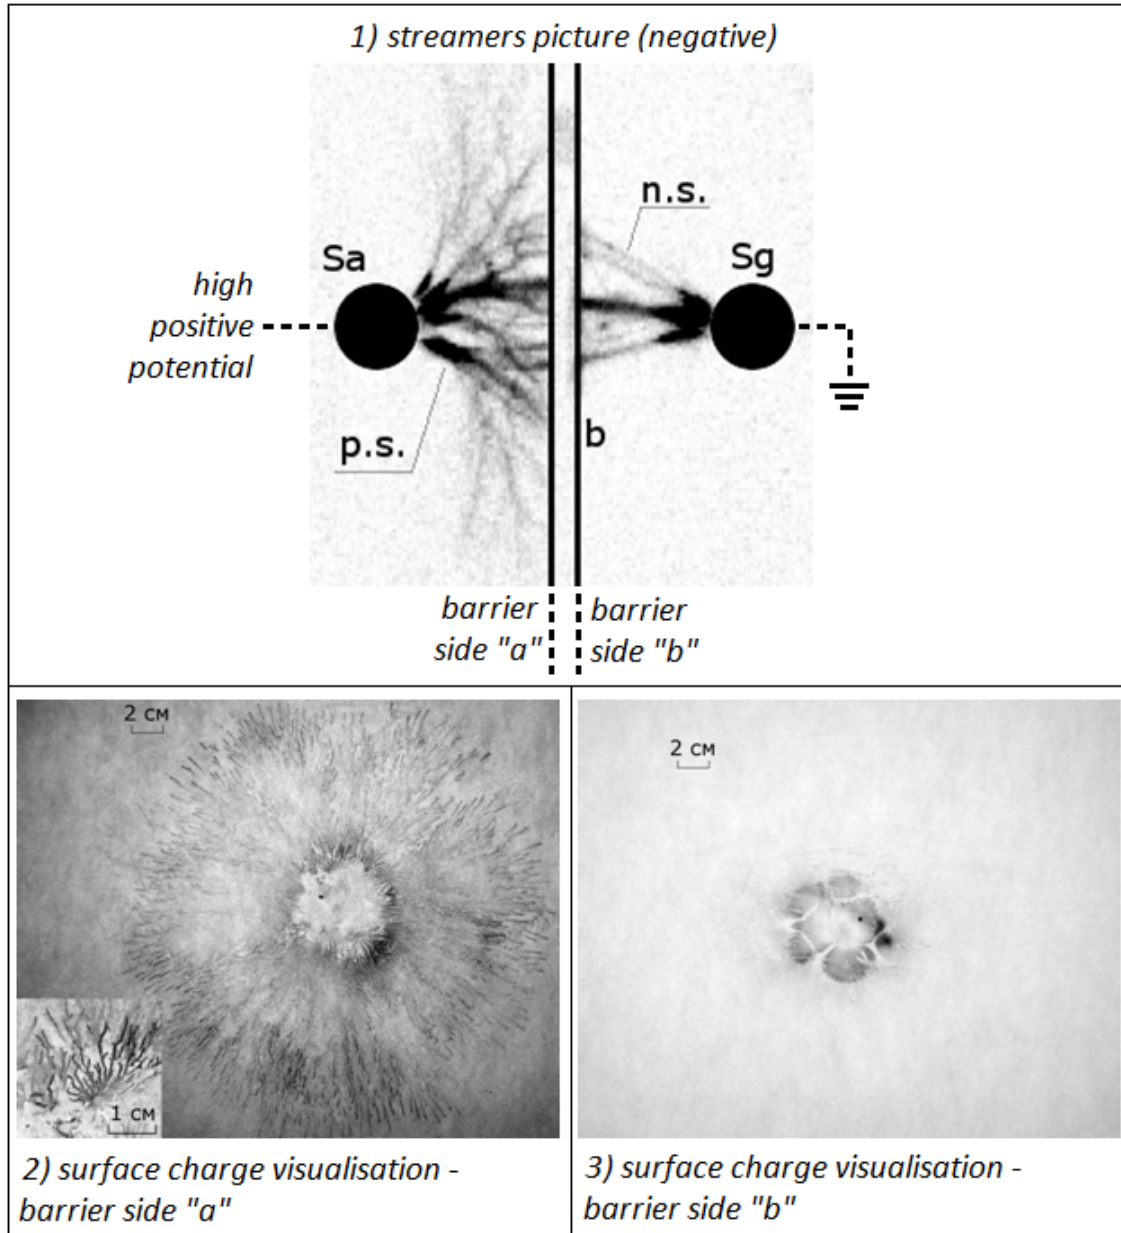 1) streamers picture (negative)
n.s.
Sa
Sg
high
positive
potential
p.s.
b
barrier
side "a"
barrier
side "b"
2 см
2 см
1 см
2) surface charge visualisation -
barrier side "a"
3) surface charge visualisation -
barrier side "b"